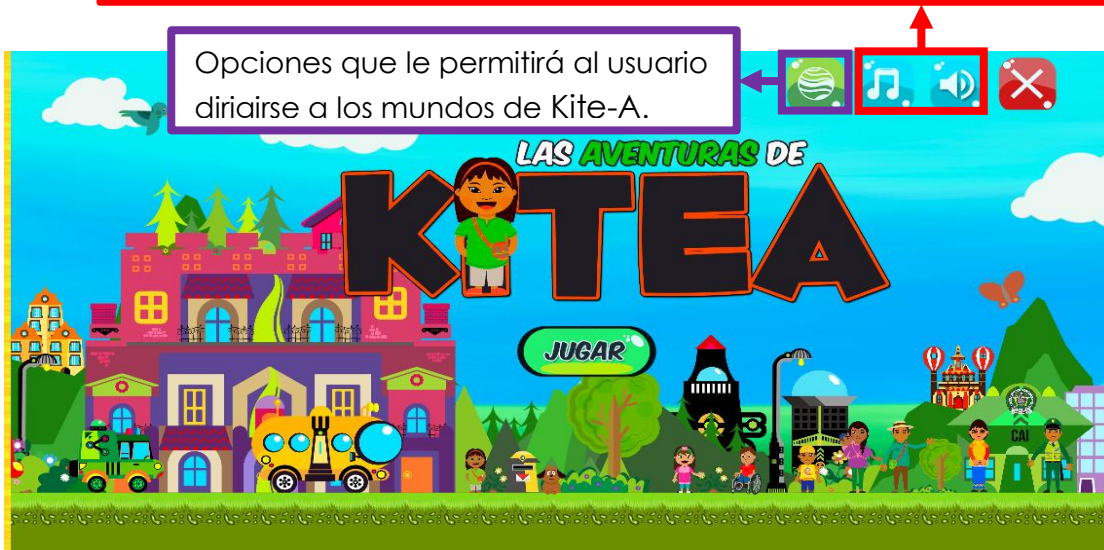 Opciones que le permitirá al usuario
diriairse a los mundos de Kite-A.
LAS AVENTURAS DE
KITEA
JUGAR
CAI